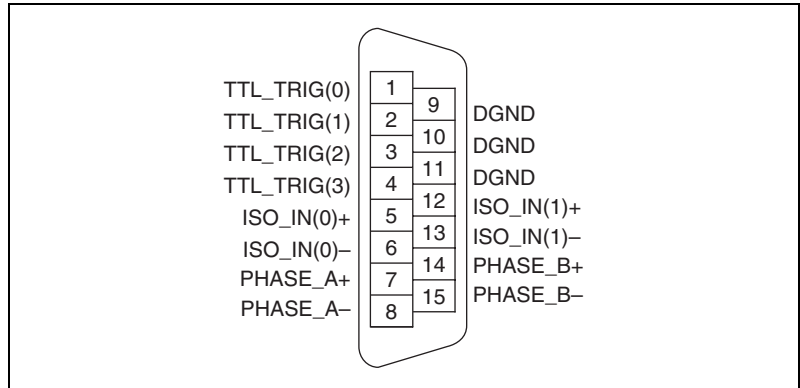 TTL_TRIG(0) 1
9 DGND
TTL_TRIG(1) 2
10 DGND
TTL_TRIG(2) 3
11 DGND
TTL_TRIG(3) 4
12 ISO_IN(1)+
ISO_IN(0)+ 5
13 ISO_IN(1)–
ISO_IN(0)– 6
14 PHASE_B+
PHASE_A+ 7
15 PHASE_B–
PHASE_A– 8